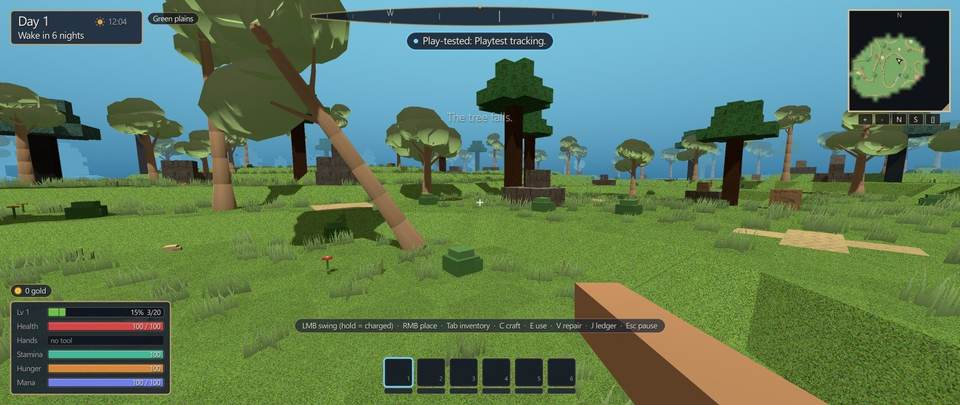 Day 1
12:04
Wake in 6 nights
Green plains
W
N
Play-tested: Playtest tracking.
The tree falls.
N
+ - N S []
0 gold
Lv 1 15% 3/20
Health 100 / 100
Hands no tool
Stamina 100
Hunger 100
Mana 100 / 100
LMB swing (hold = charged) · RMB place · Tab inventory · C craft · E use · V repair · J ledger · Esc pause
1 2 3 4 5 6